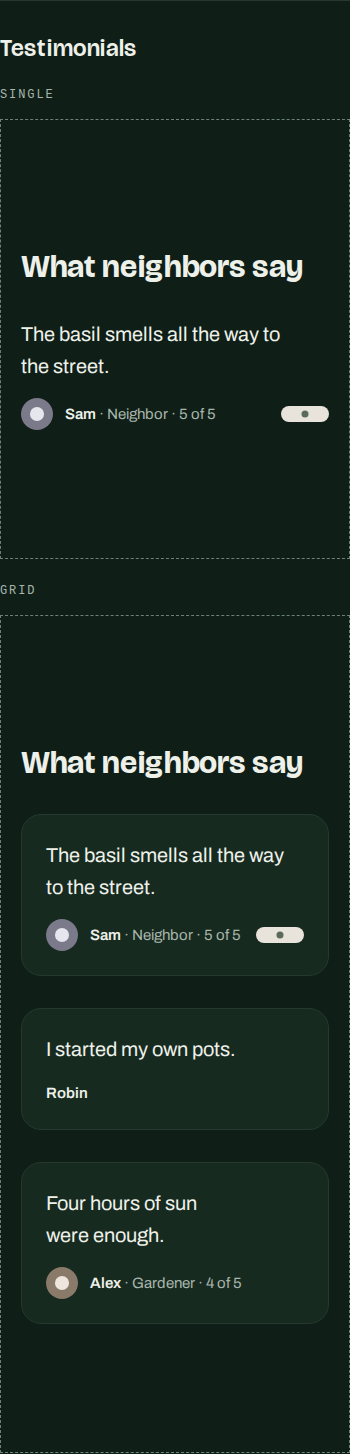 Testimonials
SINGLE
What neighbors say
The basil smells all the way to
the street.
Sam · Neighbor · 5 of 5
GRID
What neighbors say
The basil smells all the way
to the street.
Sam · Neighbor · 5 of 5
I started my own pots.
Robin
Four hours of sun
were enough.
Alex · Gardener · 4 of 5